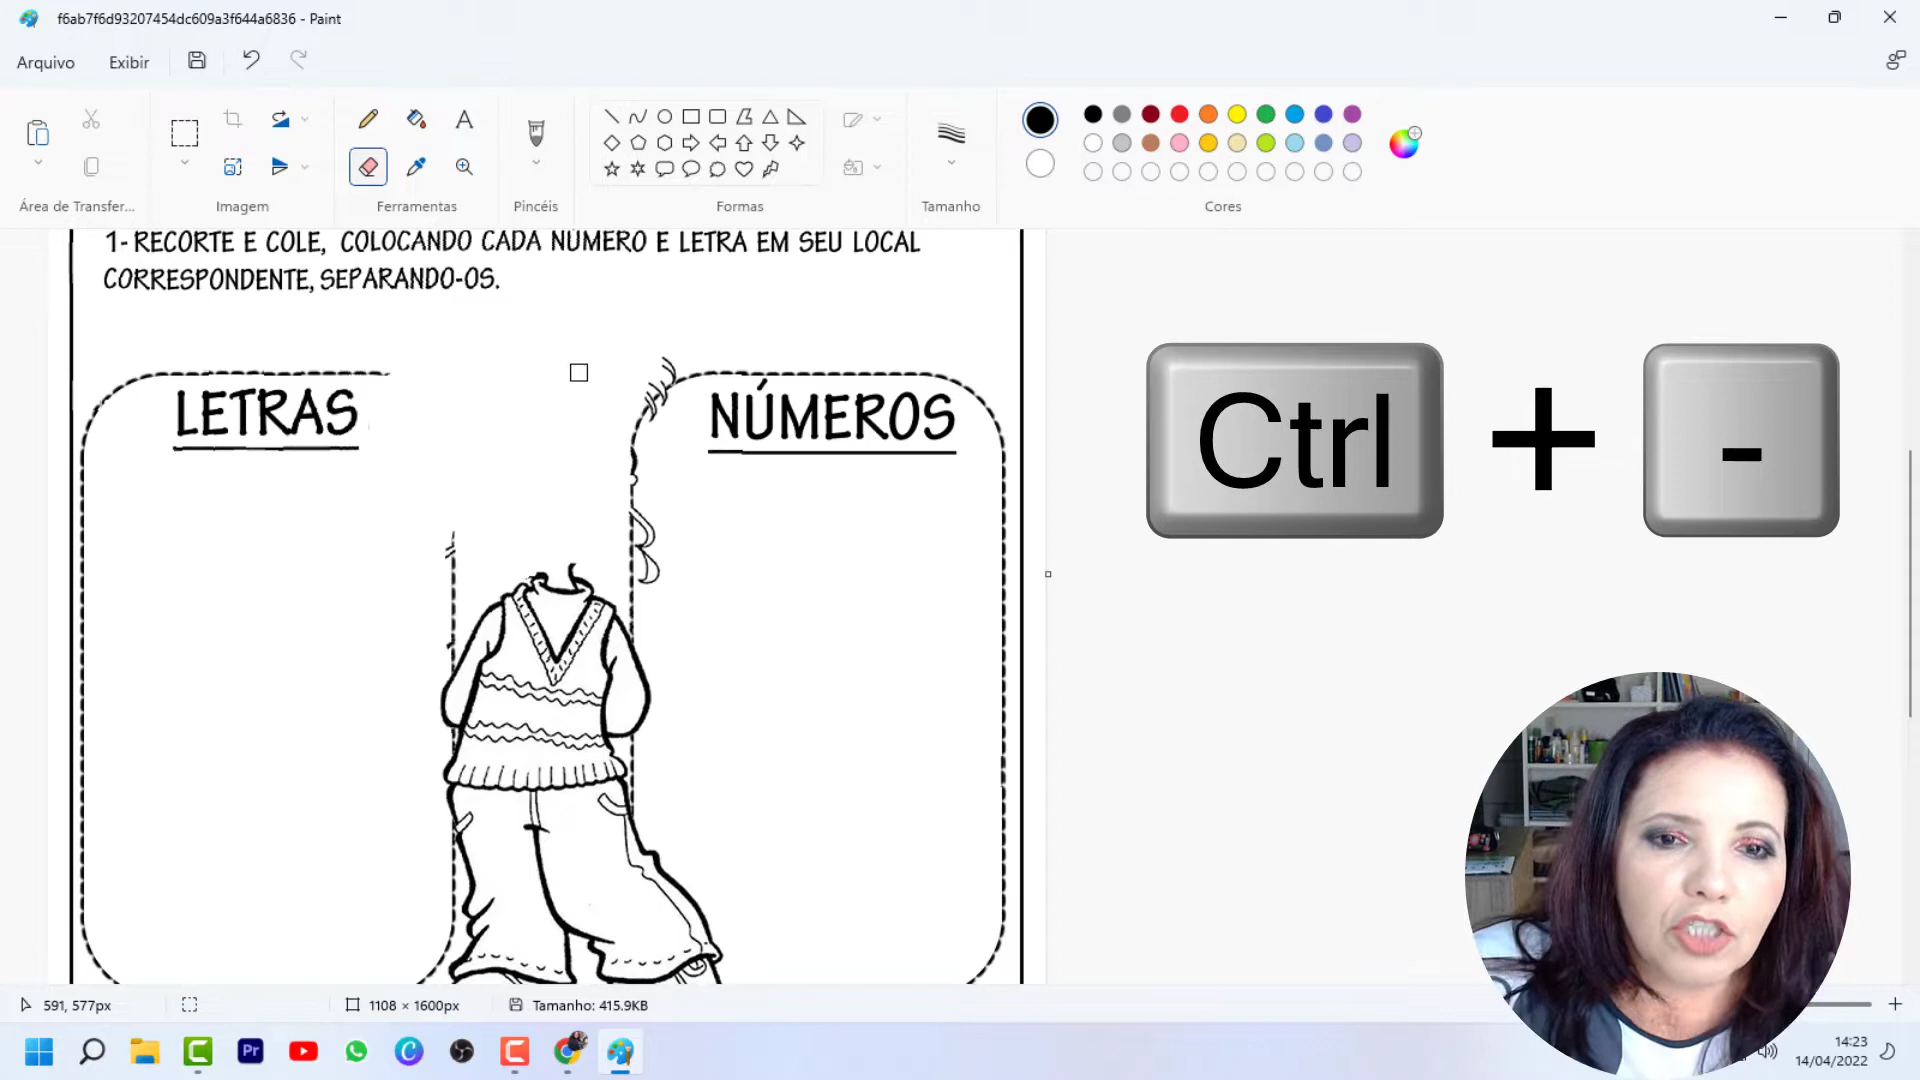 f6ab7f6d93207454dc609a3f644a6836 - Paint
Arquivo
Exibir
A
Área de Transfer...
Imagem
Ferramentas
Pincéis
Formas
Tamanho
Cores
1- RECORTE E COLE, COLOCANDO CADA NÚMERO E LETRA EM SEU LOCAL
CORRESPONDENTE, SEPARANDO-OS.
LETRAS
NÚMEROS
Ctrl + -
591, 577px
1108 × 1600px
Tamanho: 415.9KB
Pr
14:23
14/04/2022